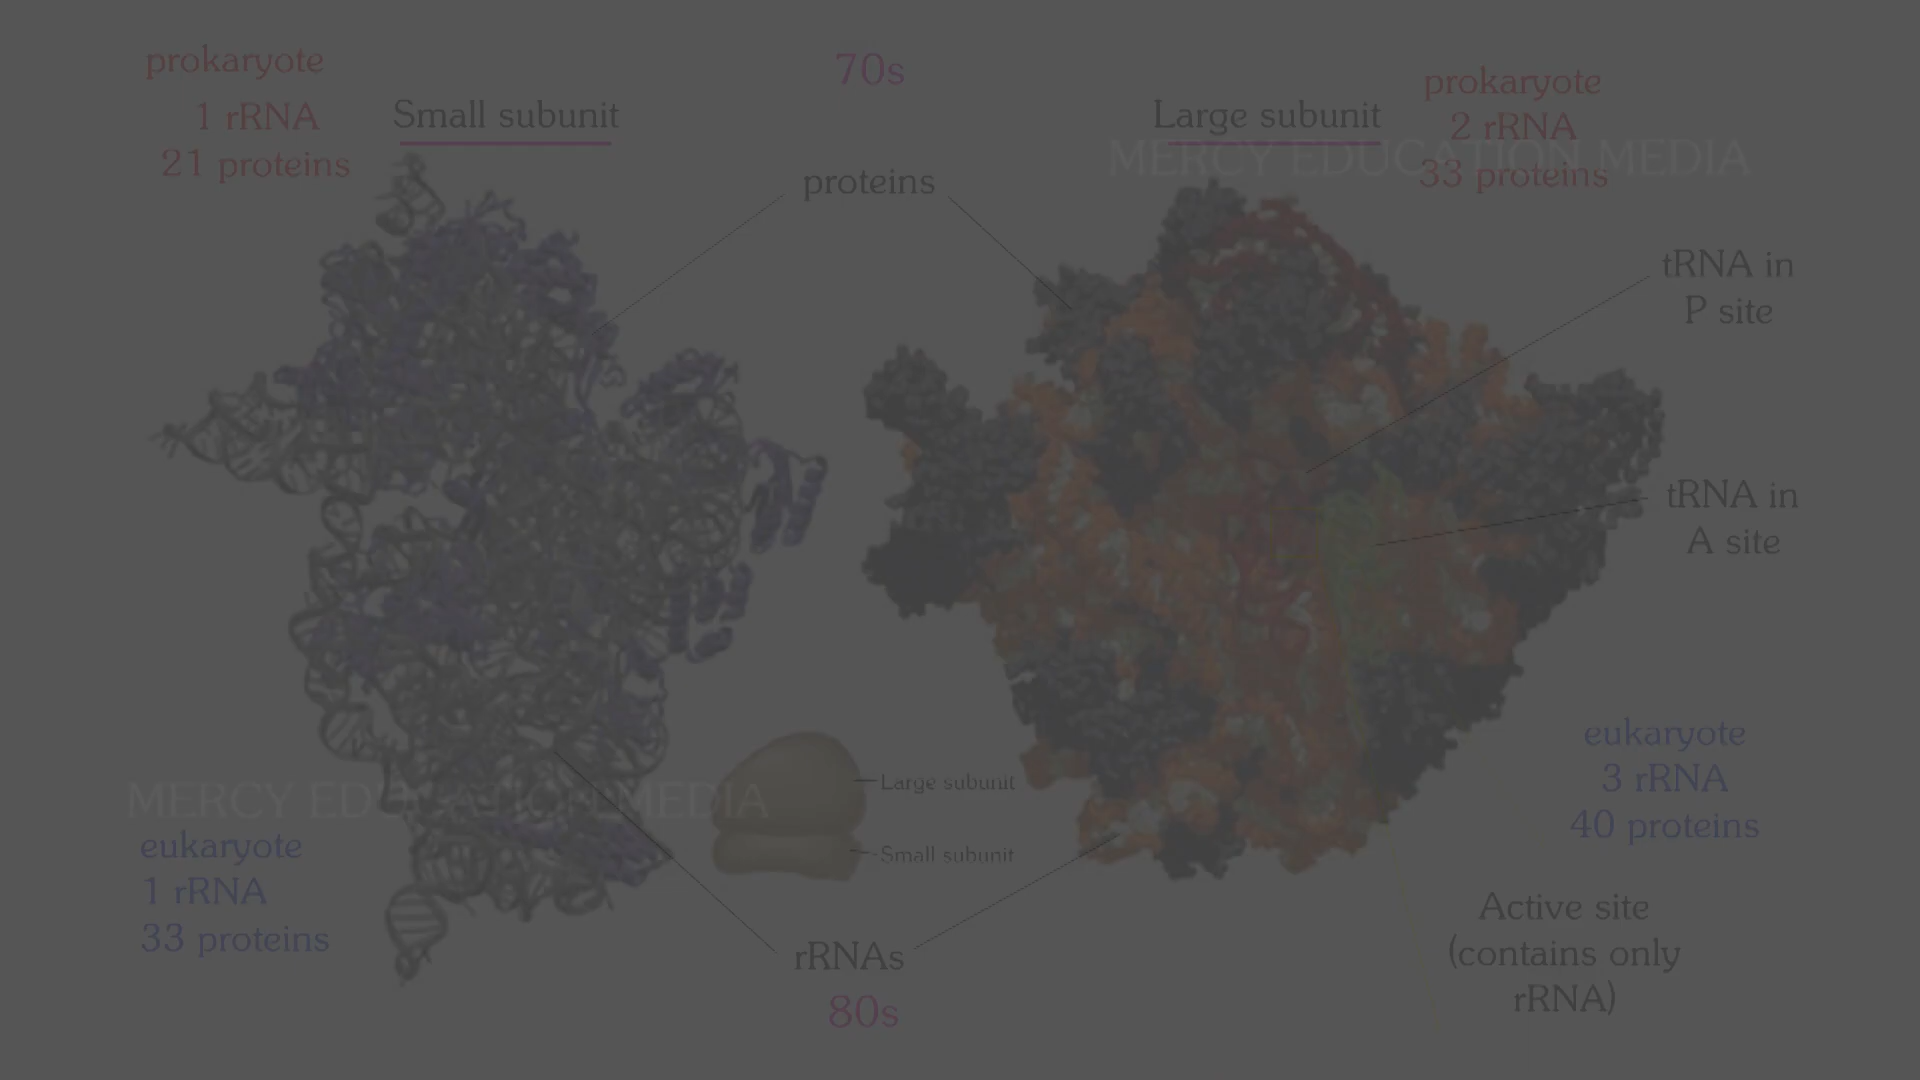 prokaryote
1 rRNA
21 proteins
Small subunit
70s
Large subunit
prokaryote
2 rRNA
33 proteins
MERCY EDUCATION MEDIA
proteins
tRNA in
P site
tRNA in
A site
Large subunit
Small subunit
MERCY EDUCATION MEDIA
eukaryote
1 rRNA
33 proteins
eukaryote
3 rRNA
40 proteins
rRNAs
80s
Active site
(contains only
rRNA)